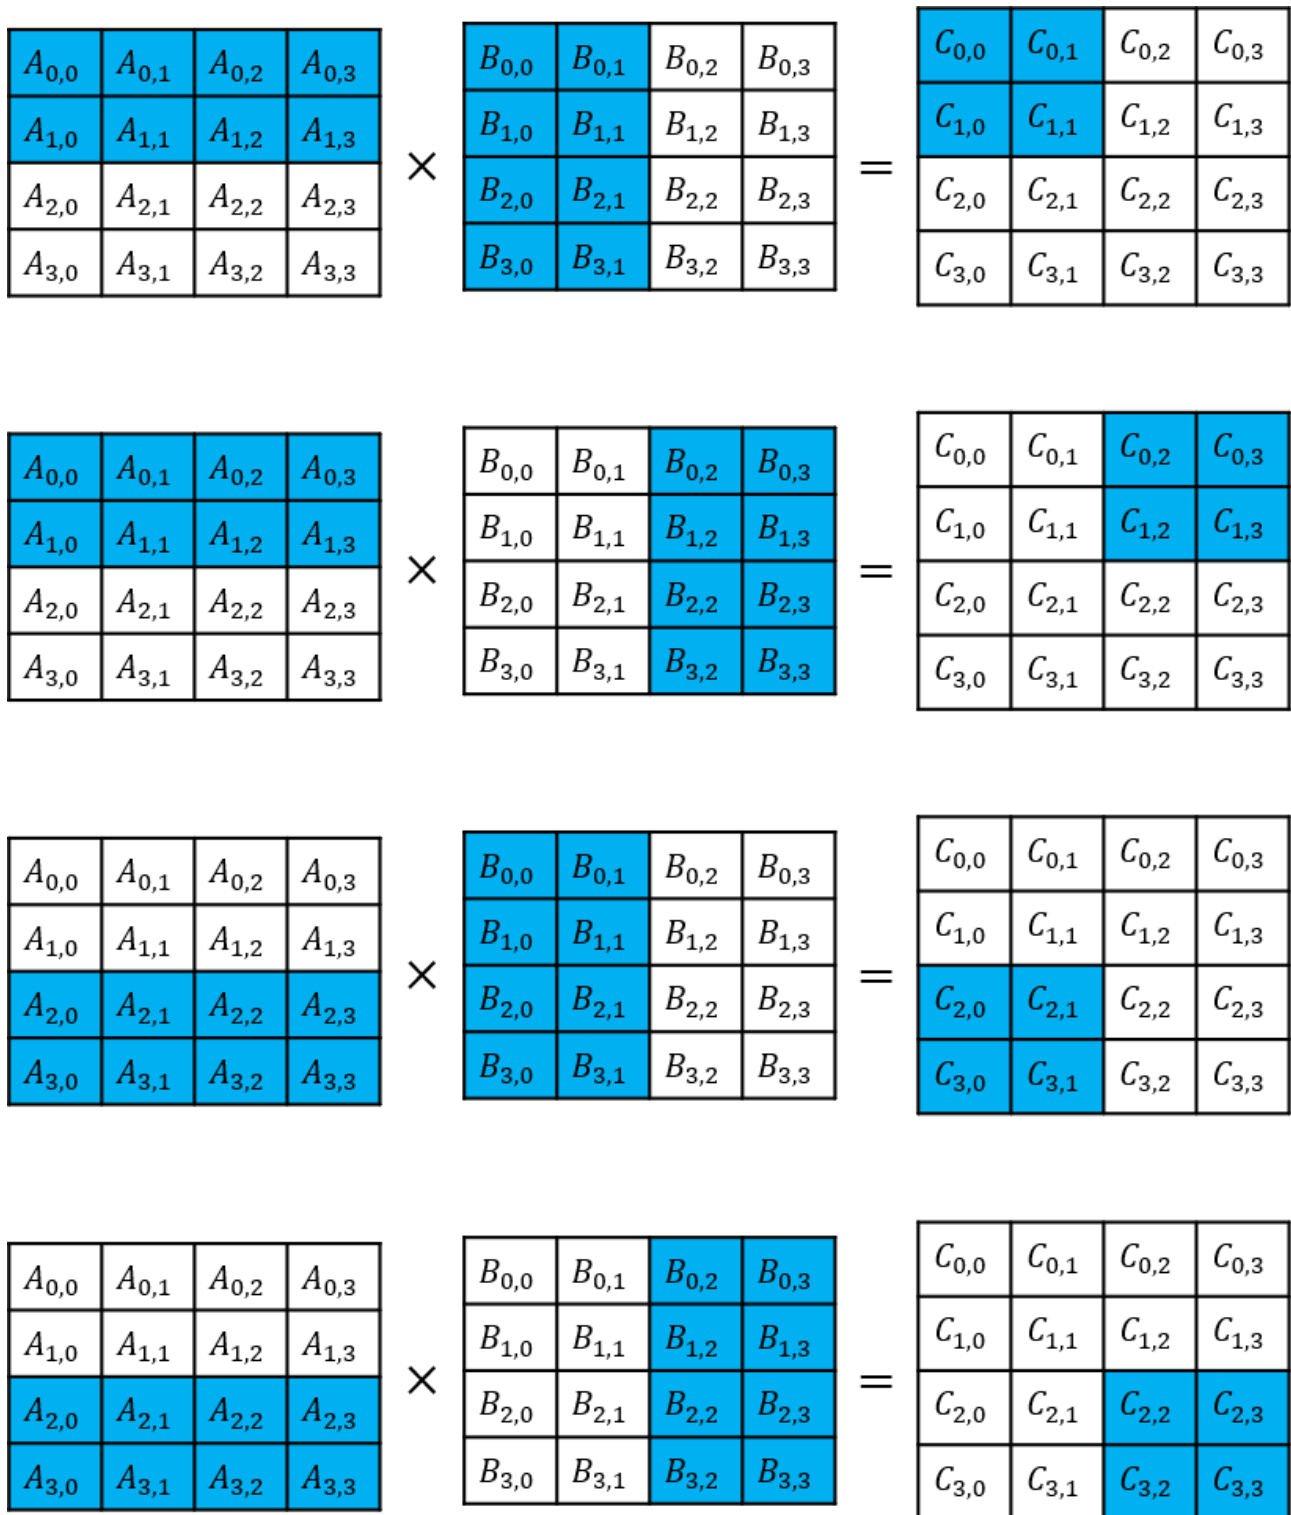 A0,0 A0,1 A0,2 A0,3 B0,0 B0,1 B0,2 B0,3 C0,0 C0,1 C0,2 C0,3
A1,0 A1,1 A1,2 A1,3 B1,0 B1,1 B1,2 B1,3 C1,0 C1,1 C1,2 C1,3
× =
A2,0 A2,1 A2,2 A2,3 B2,0 B2,1 B2,2 B2,3 C2,0 C2,1 C2,2 C2,3
A3,0 A3,1 A3,2 A3,3 B3,0 B3,1 B3,2 B3,3 C3,0 C3,1 C3,2 C3,3
A0,0 A0,1 A0,2 A0,3 B0,0 B0,1 B0,2 B0,3 C0,0 C0,1 C0,2 C0,3
A1,0 A1,1 A1,2 A1,3 B1,0 B1,1 B1,2 B1,3 C1,0 C1,1 C1,2 C1,3
× =
A2,0 A2,1 A2,2 A2,3 B2,0 B2,1 B2,2 B2,3 C2,0 C2,1 C2,2 C2,3
A3,0 A3,1 A3,2 A3,3 B3,0 B3,1 B3,2 B3,3 C3,0 C3,1 C3,2 C3,3
A0,0 A0,1 A0,2 A0,3 B0,0 B0,1 B0,2 B0,3 C0,0 C0,1 C0,2 C0,3
A1,0 A1,1 A1,2 A1,3 B1,0 B1,1 B1,2 B1,3 C1,0 C1,1 C1,2 C1,3
× =
A2,0 A2,1 A2,2 A2,3 B2,0 B2,1 B2,2 B2,3 C2,0 C2,1 C2,2 C2,3
A3,0 A3,1 A3,2 A3,3 B3,0 B3,1 B3,2 B3,3 C3,0 C3,1 C3,2 C3,3
A0,0 A0,1 A0,2 A0,3 B0,0 B0,1 B0,2 B0,3 C0,0 C0,1 C0,2 C0,3
A1,0 A1,1 A1,2 A1,3 B1,0 B1,1 B1,2 B1,3 C1,0 C1,1 C1,2 C1,3
× =
A2,0 A2,1 A2,2 A2,3 B2,0 B2,1 B2,2 B2,3 C2,0 C2,1 C2,2 C2,3
A3,0 A3,1 A3,2 A3,3 B3,0 B3,1 B3,2 B3,3 C3,0 C3,1 C3,2 C3,3